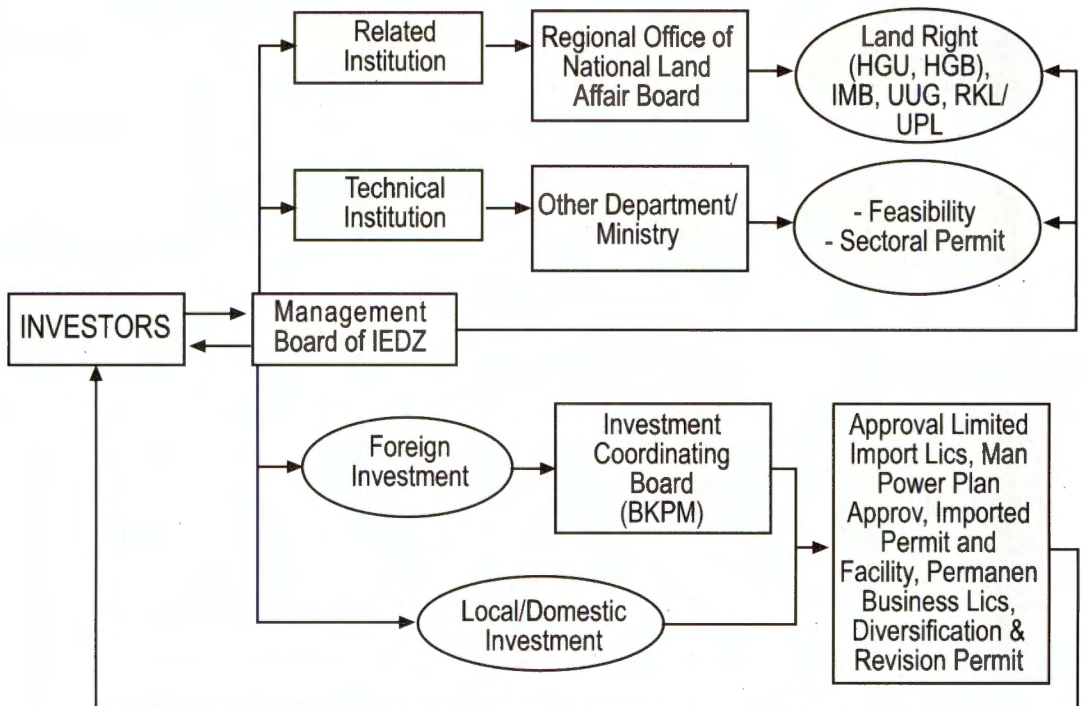 Related
Institution
Regional Office of
National Land
Affair Board
Land Right
(HGU, HGB),
IMB, UUG, RKL/
UPL
Technical
Institution
Other Department/
Ministry
- Feasibility
- Sectoral Permit
INVESTORS
Management
Board of IEDZ
Foreign
Investment
Investment
Coordinating
Board
(BKPM)
Approval Limited
Import Lics, Man
Power Plan
Approv, Imported
Permit and
Facility, Permanen
Business Lics,
Diversification &
Revision Permit
Local/Domestic
Investment